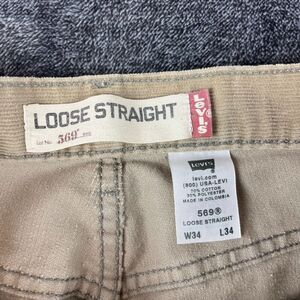 LOOSE STRAIGHT
Lot No. 569
LEVI'S
LEVI'S
levi.com
(800) USA-LEVI
70% COTTON
30% POLYESTER
MADE IN COLOMBIA
569®
LOOSE STRAIGHT
W34 L34